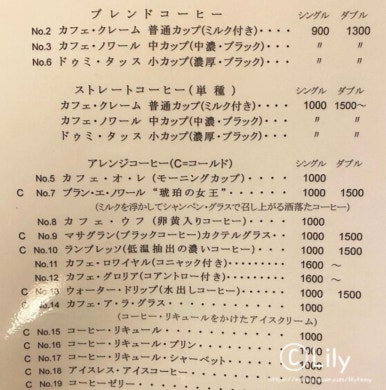 ブレンドコーヒー シングル ダブル
No.2 カフェ・クレーム 普通カップ(ミルク付き)・・・・ 900 1300
No.3 カフェ・ノワール 中カップ(中濃・ブラック)・・・・ 〃 〃
No.6 ドゥミ・タッス 小カップ(濃厚・ブラック)・・・・ 〃 〃
ストレートコーヒー(単種) シングル ダブル
カフェ・クレーム 普通カップ(ミルク付き)・・・・ 1000 1500～
カフェ・ノワール 中カップ(中濃・ブラック)・・・・ 〃 〃
ドゥミ・タッス 小カップ(濃厚・ブラック)・・・・ 〃 〃
アレンジコーヒー(C=コールド) シングル ダブル
No.5 カフェ・オ・レ(モーニングカップ)・・・・・ 1000
C No.7 ブラン・エ・ノワール “琥珀の女王”・・・・・・ 1000 1500
(ミルクを浮かしてシャンペン・グラスで召し上がる洒落たコーヒー)
No.8 カフェ・ウフ(卵黄入りコーヒー)・・・・・ 1000
C No.9 マサグラン(ブラックコーヒー)カクテルグラス・・・ 1000 1500
C No.10 ランブレッソ(低温抽出の濃いコーヒー)・・・・ 1000 1500
No.11 カフェ・ロワイヤル(コニャック付き)・・・・・ 1600 ～
No.12 カフェ・グロリア(コアントロー付き)・・・・・ 1600 ～
C No.13 ウォーター・ドリップ(水出しコーヒー)・・・・ 1000 1500
C No.14 カフェ・ア・ラ・グラス・・・・・・・・ 1000
(コーヒー・リキュールをかけたアイスクリーム)
C No.15 コーヒー・リキュール・・・・・・・・ 1000
C No.16 コーヒー・リキュール・プリン・・・・・・ 1000
C No.17 コーヒー・リキュール・シャーベット・・・・ 1000
C No.18 アイスレス・アイスコーヒー・・・・・・ 1000
C No.19 コーヒーゼリー・・・・・・・・
Lily